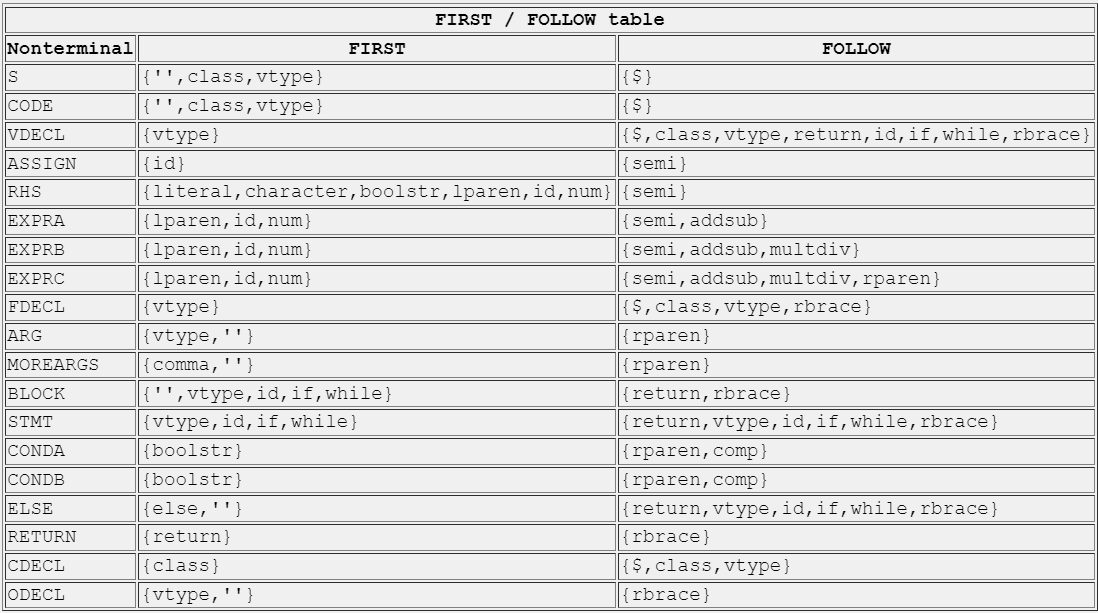 FIRST / FOLLOW table
Nonterminal FIRST FOLLOW
S {'',class,vtype} {$}
CODE {'',class,vtype} {$}
VDECL {vtype} {$,class,vtype,return,id,if,while,rbrace}
ASSIGN {id} {semi}
RHS {literal,character,boolstr,lparen,id,num} {semi}
EXPRA {lparen,id,num} {semi,addsub}
EXPRB {lparen,id,num} {semi,addsub,multdiv}
EXPRC {lparen,id,num} {semi,addsub,multdiv,rparen}
FDECL {vtype} {$,class,vtype,rbrace}
ARG {vtype,''} {rparen}
MOREARGS {comma,''} {rparen}
BLOCK {'',vtype,id,if,while} {return,rbrace}
STMT {vtype,id,if,while} {return,vtype,id,if,while,rbrace}
CONDA {boolstr} {rparen,comp}
CONDB {boolstr} {rparen,comp}
ELSE {else,''} {return,vtype,id,if,while,rbrace}
RETURN {return} {rbrace}
CDECL {class} {$,class,vtype}
ODECL {vtype,''} {rbrace}